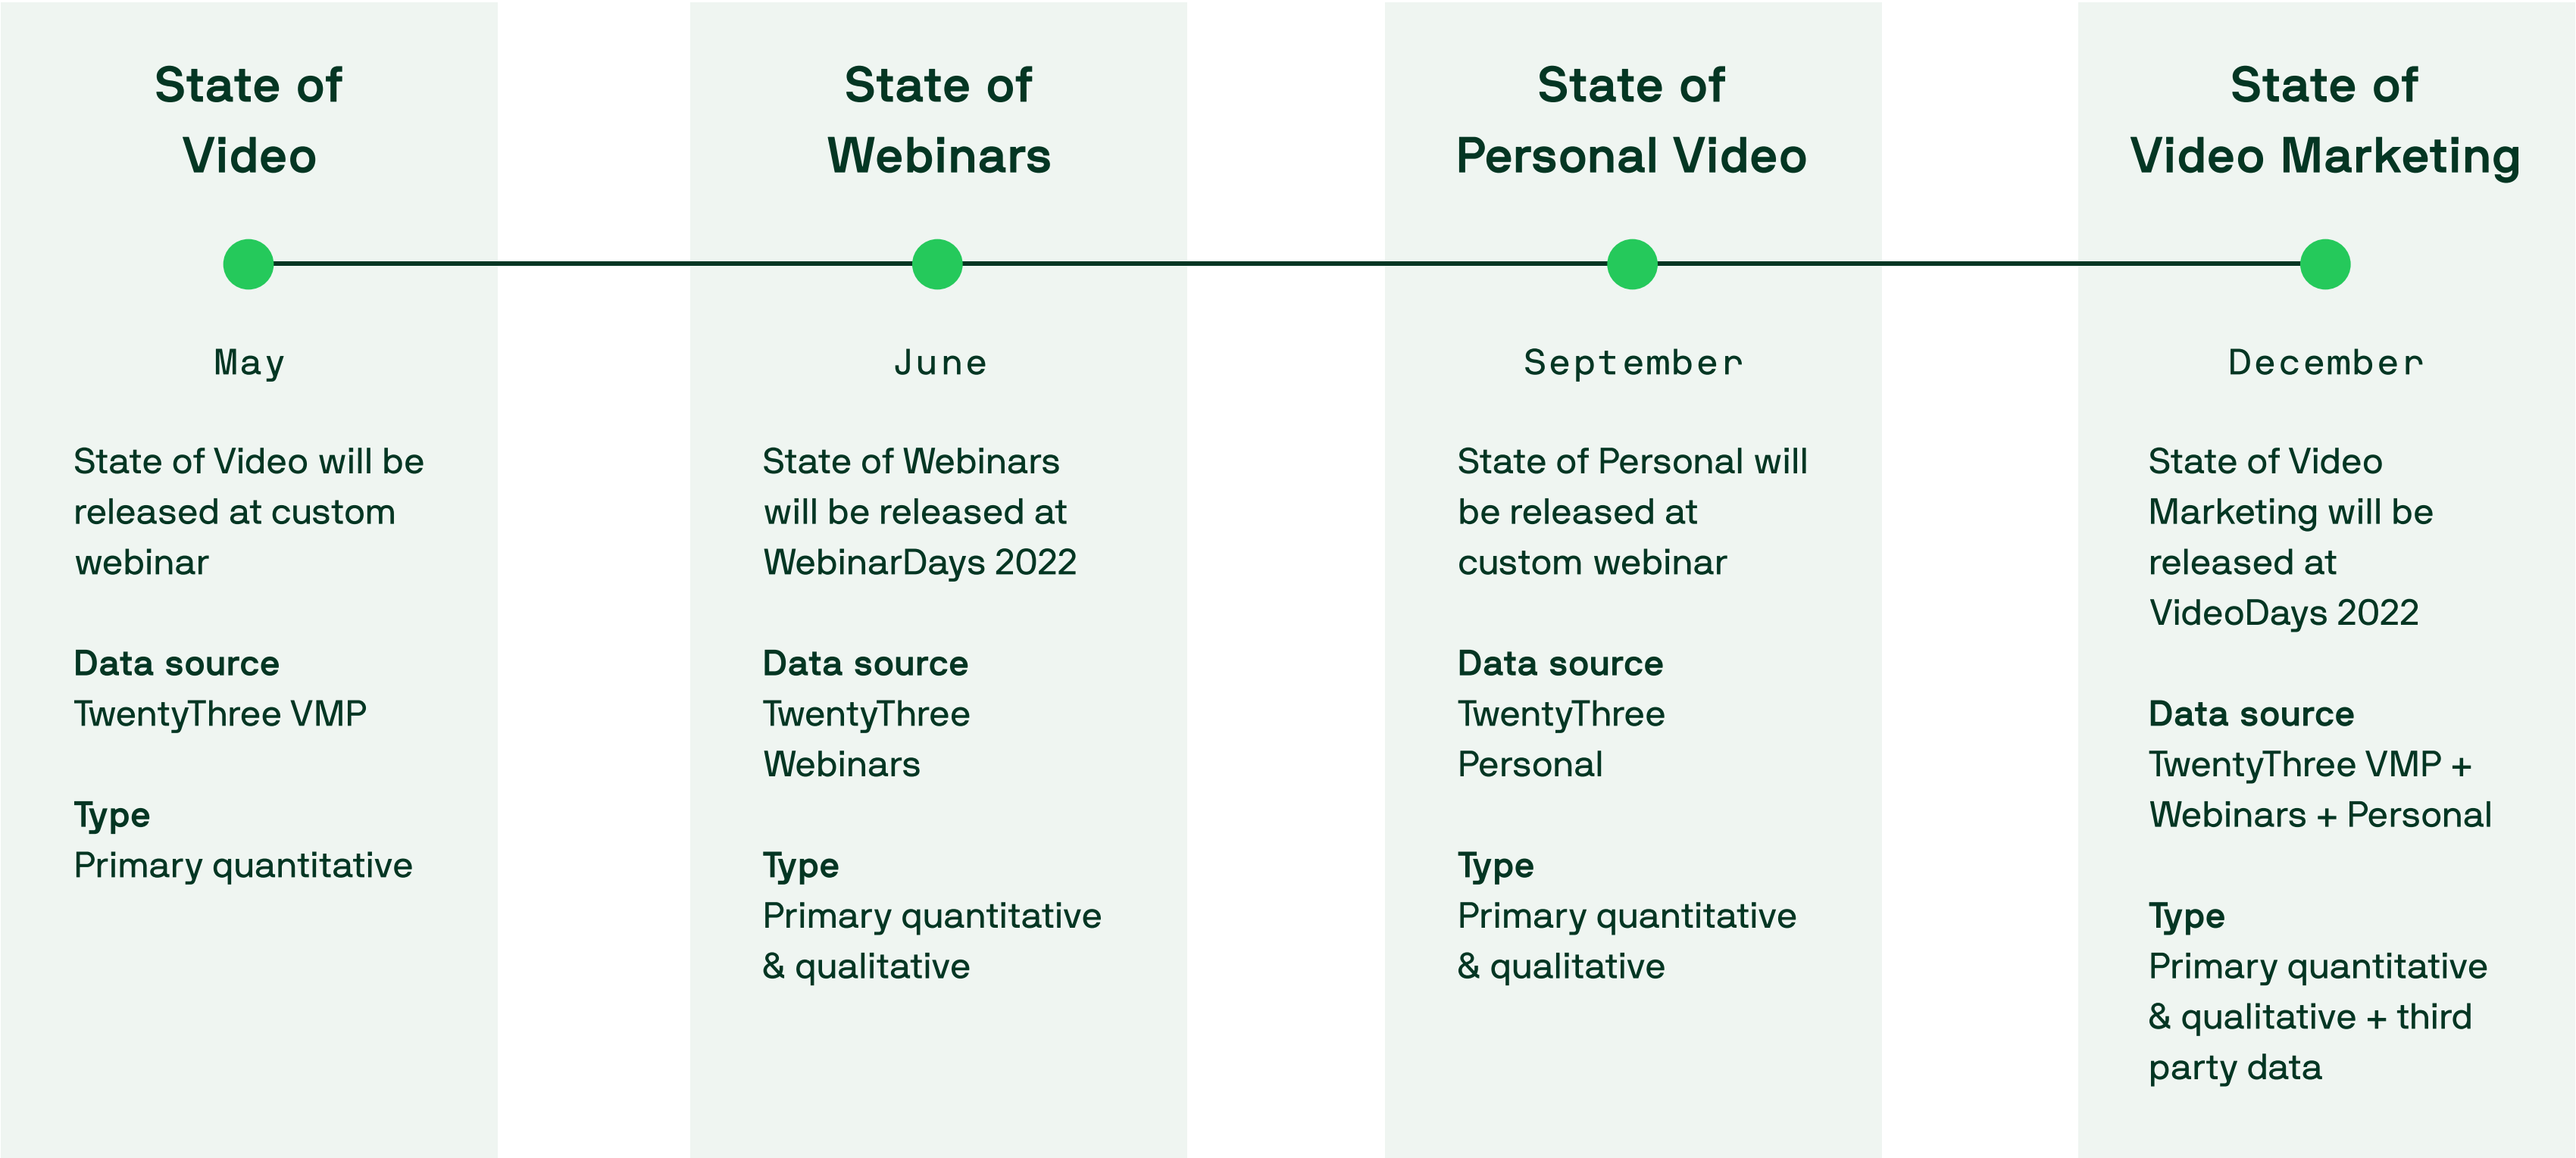 State of
Video
May
State of Video will be
released at custom
webinar
Data source
TwentyThree VMP
Type
Primary quantitative
State of
Webinars
June
State of Webinars
will be released at
WebinarDays 2022
Data source
TwentyThree
Webinars
Type
Primary quantitative
& qualitative
State of
Personal Video
September
State of Personal will
be released at
custom webinar
Data source
TwentyThree
Personal
Type
Primary quantitative
& qualitative
State of
Video Marketing
December
State of Video
Marketing will be
released at
VideoDays 2022
Data source
TwentyThree VMP +
Webinars + Personal
Type
Primary quantitative
& qualitative + third
party data